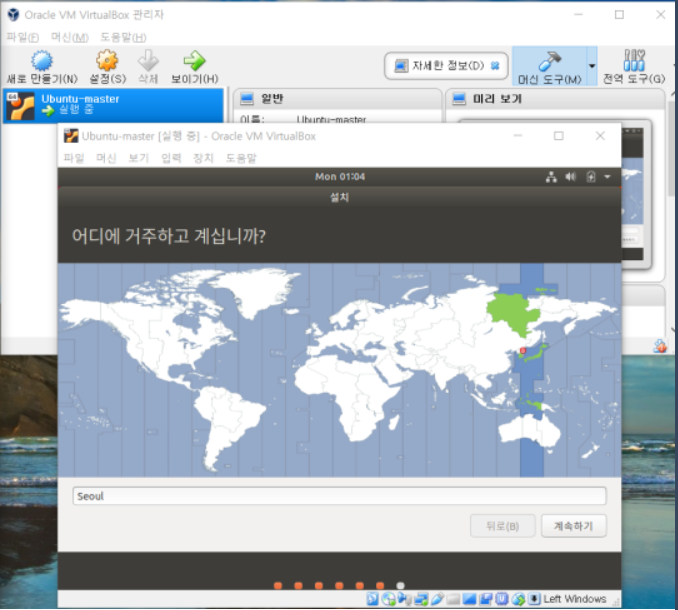 Oracle VM VirtualBox 관리자
파일(F) 머신(M) 도움말(H)
새로 만들기(N) 설정(S) 삭제 보이기(H) 자세한 정보(D) 머신 도구(M) 전역 도구(G)
64
Ubuntu-master
실행 중
일반
이름: Ubuntu-master
미리 보기
Ubuntu-master [실행 중] - Oracle VM VirtualBox
파일 머신 보기 입력 장치 도움말
Mon 01:04
설치
어디에 거주하고 계십니까?
Seoul
뒤로(B) 계속하기
Left Windows